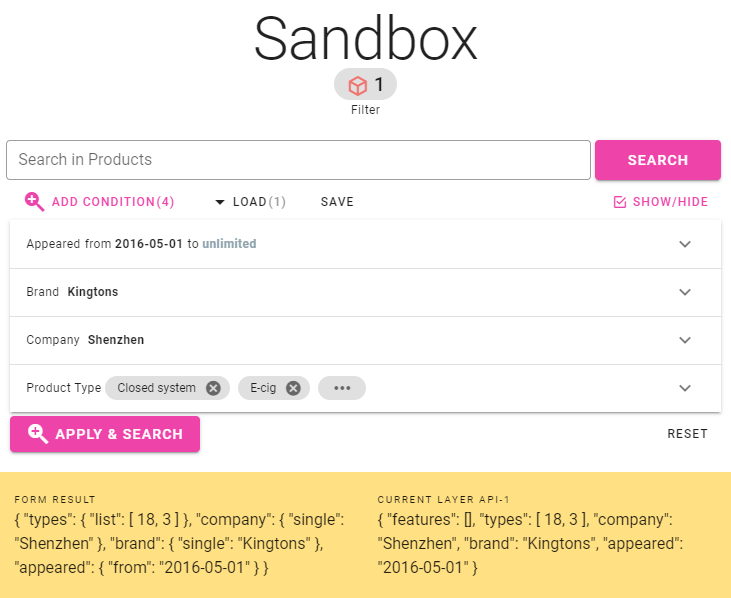 Sandbox
1
Filter
Search in Products
SEARCH
ADD CONDITION(4)
LOAD(1)
SAVE
SHOW/HIDE
Appeared from 2016-05-01 to unlimited
Brand Kingtons
Company Shenzhen
Product Type Closed system E-cig •••
APPLY & SEARCH
RESET
FORM RESULT
{ "types": { "list": [ 18, 3 ] }, "company": { "single":
"Shenzhen" }, "brand": { "single": "Kingtons" },
"appeared": { "from": "2016-05-01" } }
CURRENT LAYER API-1
{ "features": [], "types": [ 18, 3 ], "company":
"Shenzhen", "brand": "Kingtons", "appeared":
"2016-05-01" }